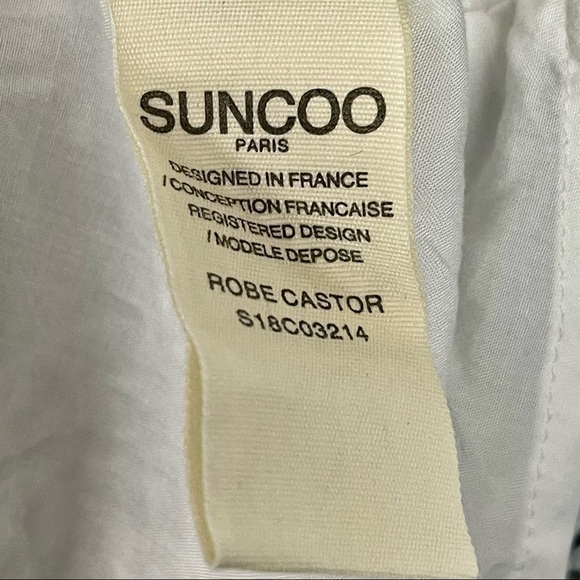 SUNCOO
PARIS
DESIGNED IN FRANCE
/ CONCEPTION FRANCAISE
REGISTERED DESIGN
/ MODELE DEPOSE
ROBE CASTOR
S18C03214